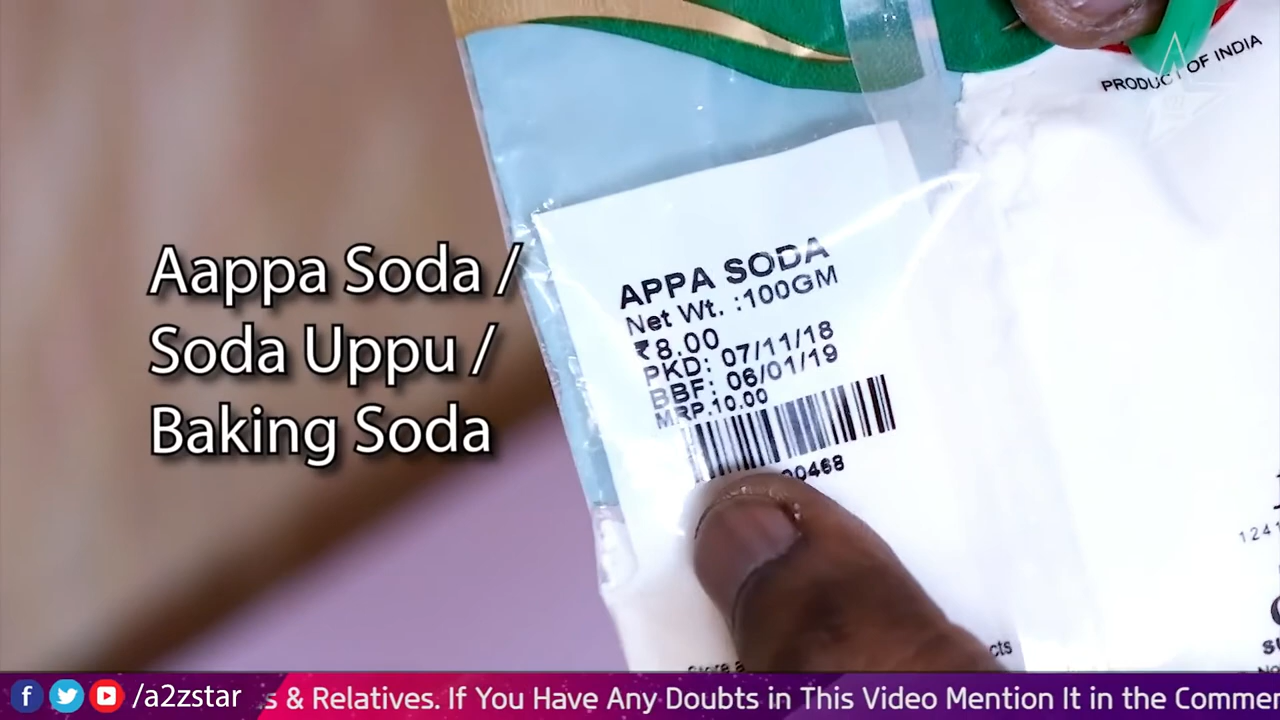 PRODUCT OF INDIA
Aappa Soda /
Soda Uppu /
Baking Soda
APPA SODA
Net Wt. :100GM
₹8.00
PKD: 07/11/18
BBF: 06/01/19
MRP.10.00
00468
/a2zstar
& Relatives. If You Have Any Doubts in This Video Mention It in the